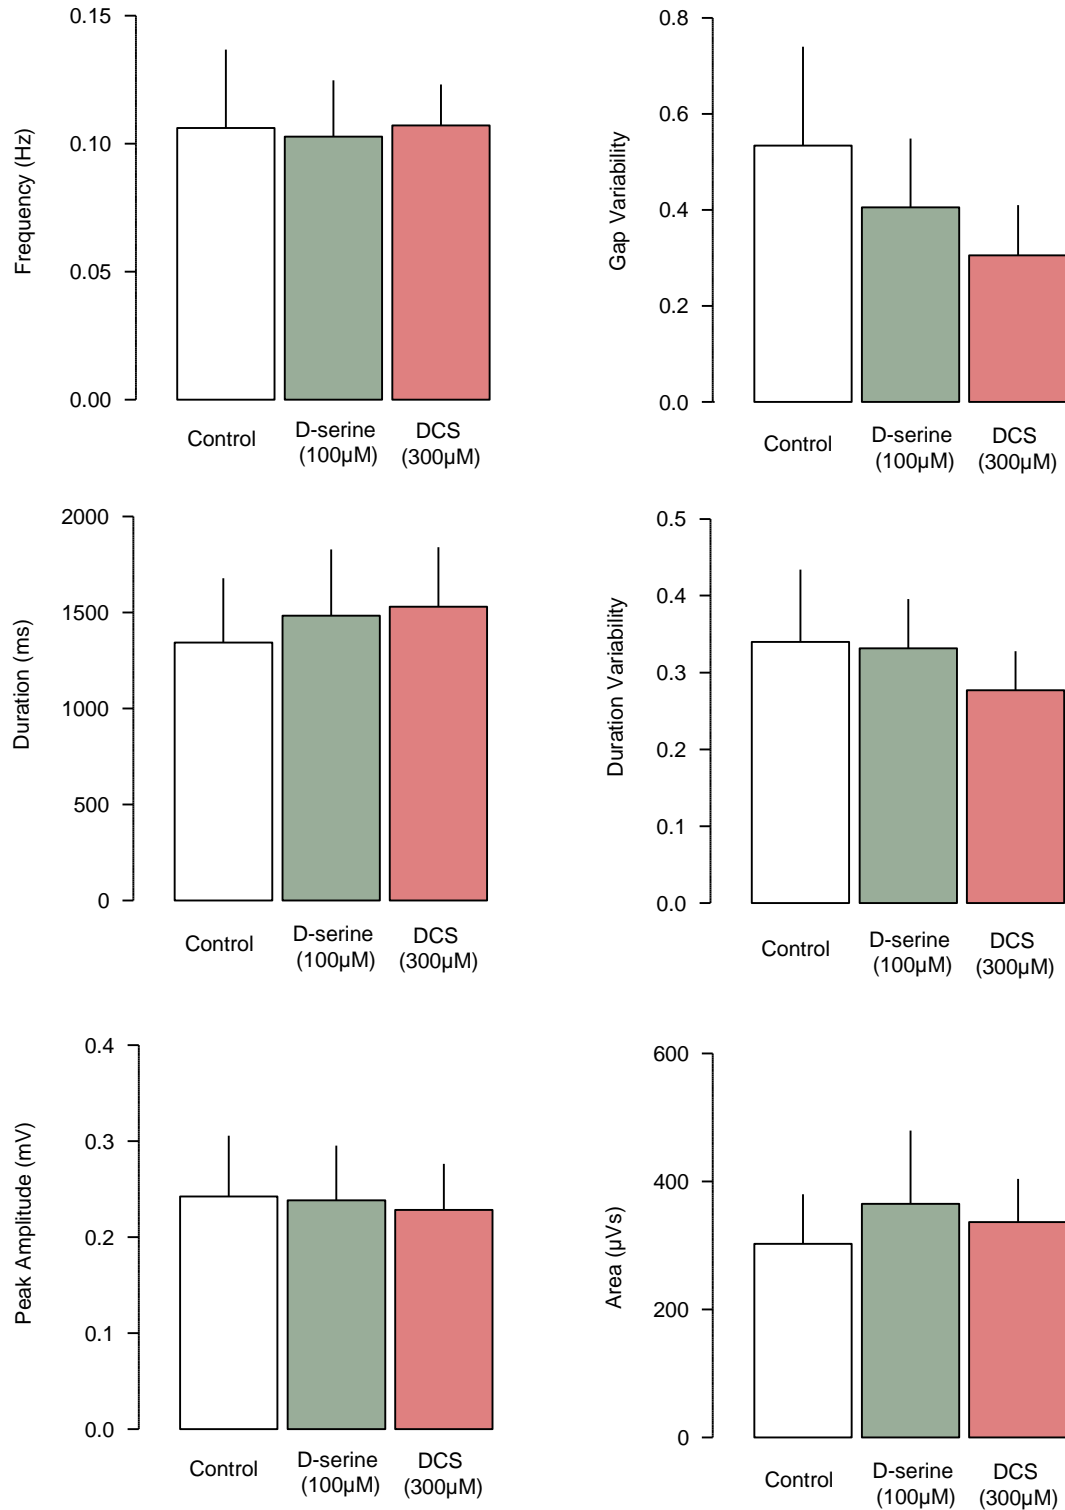 0.15
0.10
0.05
0.00
Frequency (Hz)
Control
D-serine
(100µM)
DCS
(300µM)
0.8
0.6
0.4
0.2
0.0
Gap Variability
Control
D-serine
(100µM)
DCS
(300µM)
2000
1500
1000
500
0
Duration (ms)
Control
D-serine
(100µM)
DCS
(300µM)
0.5
0.4
0.3
0.2
0.1
0.0
Duration Variability
Control
D-serine
(100µM)
DCS
(300µM)
0.4
0.3
0.2
0.1
0.0
Peak Amplitude (mV)
Control
D-serine
(100µM)
DCS
(300µM)
600
400
200
0
Area (µVs)
Control
D-serine
(100µM)
DCS
(300µM)